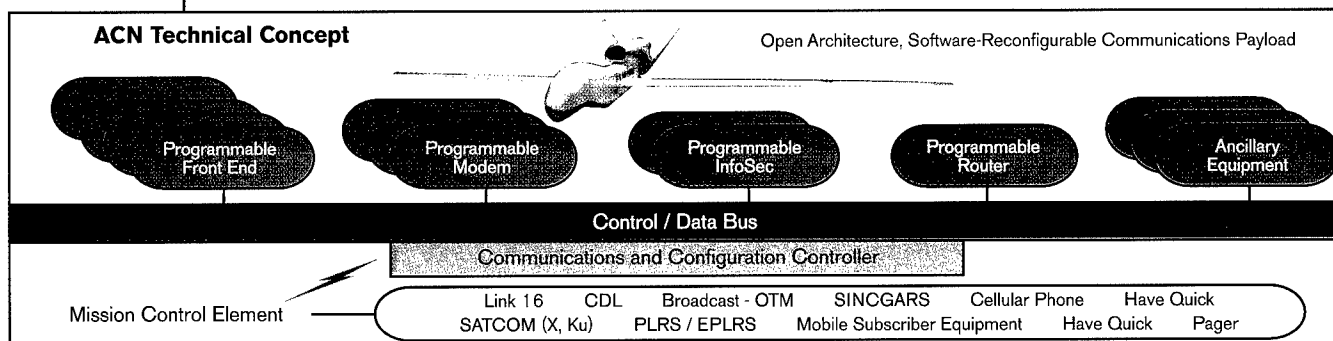 ACN Technical Concept
Open Architecture, Software-Reconfigurable Communications Payload
Programmable
Front End
Programmable
Modem
Programmable
InfoSec
Programmable
Router
Ancillary
Equipment
Control / Data Bus
Communications and Configuration Controller
Mission Control Element
Link 16 CDL Broadcast - OTM SINCGARS Cellular Phone Have Quick
SATCOM (X, Ku) PLRS / EPLRS Mobile Subscriber Equipment Have Quick Pager